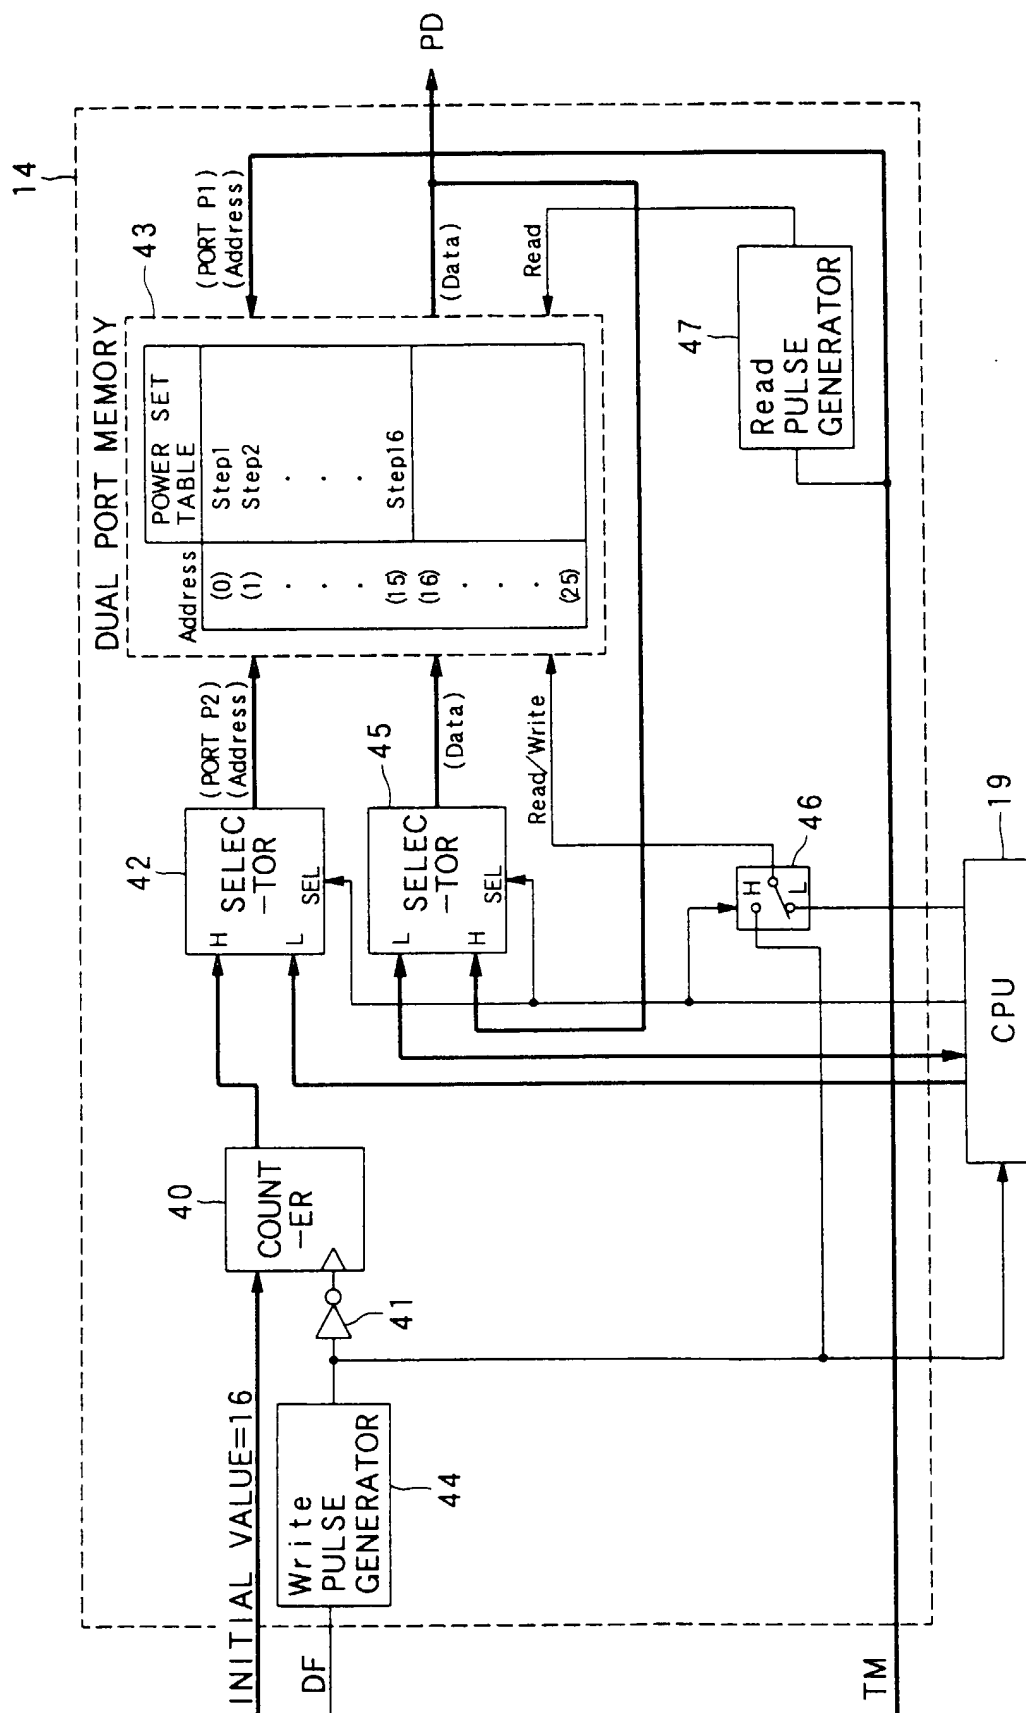 14
INITIAL VALUE=16
DF
TM
PD
Write
PULSE
GENERATOR
44
41
40
COUNT
-ER
42
H
L
SELEC
-TOR
SEL
(PORT P2)
(Address)
45
L
H
SELEC
-TOR
SEL
(Data)
Read/Write
46
H
L
19
CPU
DUAL PORT MEMORY
43
Address
POWER SET
TABLE
(0) Step1
(1) Step2
. .
. .
. .
(15) Step16
(16)
.
.
.
(25)
(PORT P1)
(Address)
(Data)
Read
47
Read
PULSE
GENERATOR